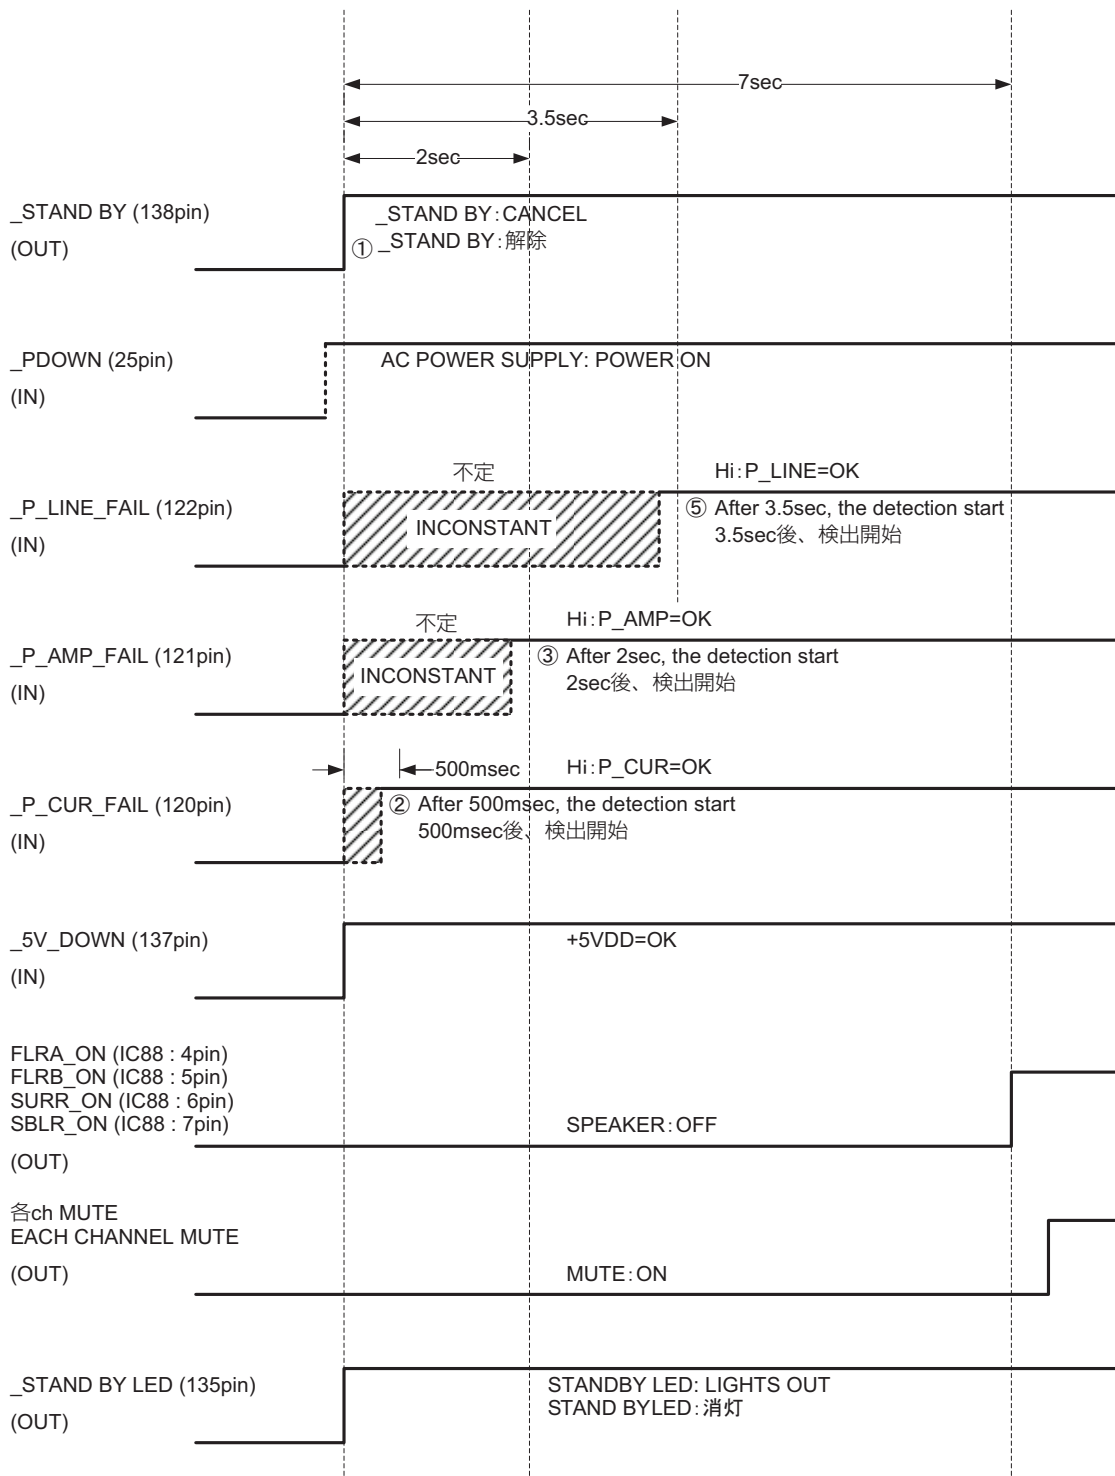 7sec
3.5sec
2sec
_STAND BY (138pin)
(OUT)
_STAND BY:CANCEL
① _STAND BY:解除
_PDOWN (25pin)
(IN)
AC POWER SUPPLY: POWER ON
不定
Hi:P_LINE=OK
_P_LINE_FAIL (122pin)
(IN)
INCONSTANT
⑤ After 3.5sec, the detection start
3.5sec後、検出開始
不定
Hi:P_AMP=OK
_P_AMP_FAIL (121pin)
(IN)
INCONSTANT
③ After 2sec, the detection start
2sec後、検出開始
500msec
Hi:P_CUR=OK
_P_CUR_FAIL (120pin)
(IN)
② After 500msec, the detection start
500msec後、検出開始
_5V_DOWN (137pin)
(IN)
+5VDD=OK
FLRA_ON (IC88 : 4pin)
FLRB_ON (IC88 : 5pin)
SURR_ON (IC88 : 6pin)
SBLR_ON (IC88 : 7pin)
(OUT)
SPEAKER:OFF
各ch MUTE
EACH CHANNEL MUTE
(OUT)
MUTE:ON
_STAND BY LED (135pin)
(OUT)
STANDBY LED: LIGHTS OUT
STAND BYLED:消灯